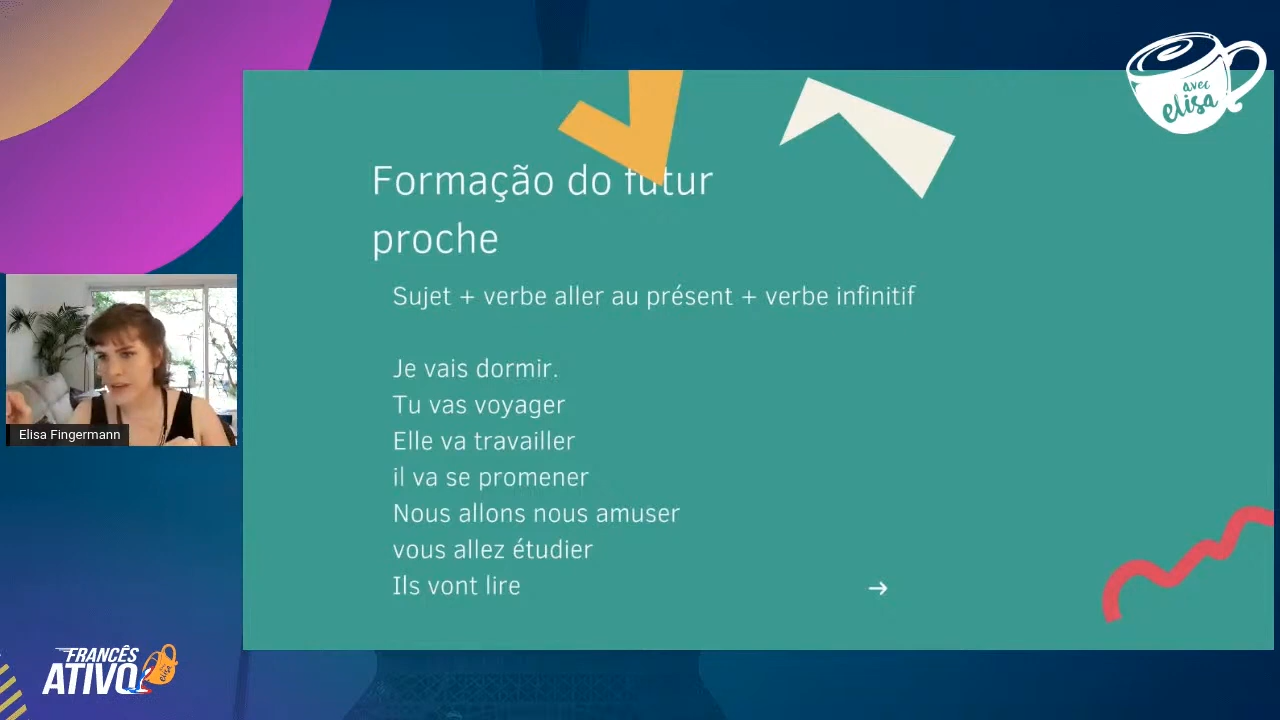 avec
elisa
Formação do futur
proche
Sujet + verbe aller au présent + verbe infinitif
Je vais dormir.
Tu vas voyager
Elle va travailler
il va se promener
Nous allons nous amuser
vous allez étudier
Ils vont lire
→
Elisa Fingermann
FRANCÊS
ATIVO
elisa